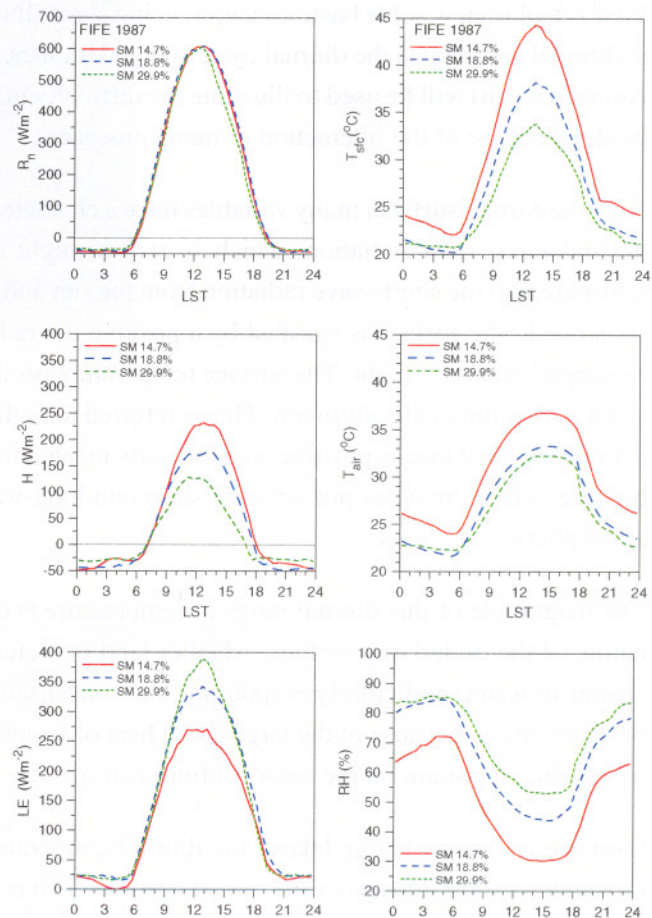 FIFE 1987
SM 14.7%
SM 18.8%
SM 29.9%
700
600
500
400
300
200
100
0
Rn (Wm-2)
0 3 6 9 12 15 18 21 24
LST
FIFE 1987
SM 14.7%
SM 18.8%
SM 29.9%
45
40
35
30
25
20
Tsfc(°C)
0 3 6 9 12 15 18 21 24
LST
SM 14.7%
SM 18.8%
SM 29.9%
400
350
300
250
200
150
100
50
0
-50
H (Wm-2)
0 3 6 9 12 15 18 21 24
LST
SM 14.7%
SM 18.8%
SM 29.9%
45
40
35
30
25
20
Tair(°C)
0 3 6 9 12 15 18 21 24
LST
SM 14.7%
SM 18.8%
SM 29.9%
400
350
300
250
200
150
100
50
0
LE (Wm-2)
0 3 6 9 12 15 18 21 24
100
90
80
70
60
50
40
30
20
RH (%)
SM 14.7%
SM 18.8%
SM 29.9%
0 3 6 9 12 15 18 21 24